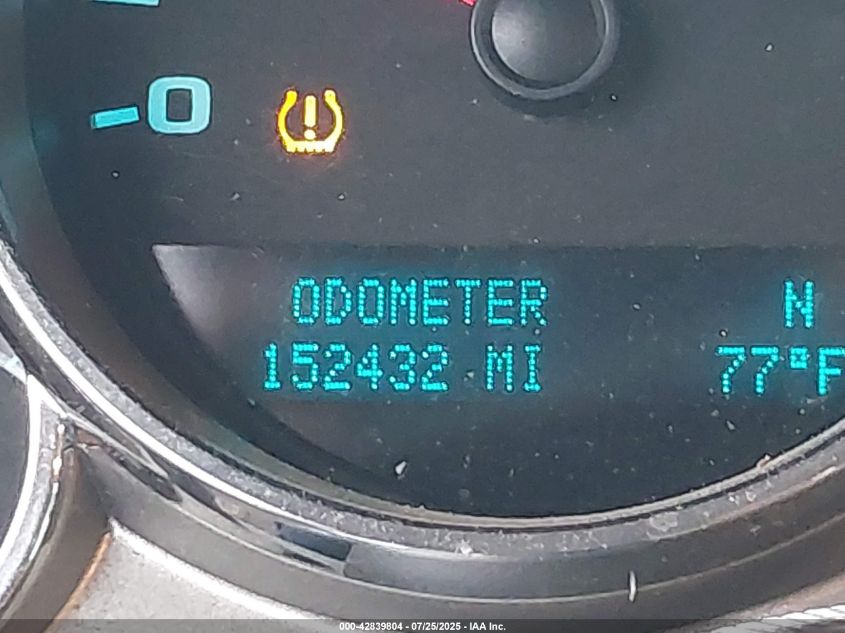 0
ODOMETER N
152432 MI 77°F
000-42839804 - 07/25/2025 - IAA Inc.